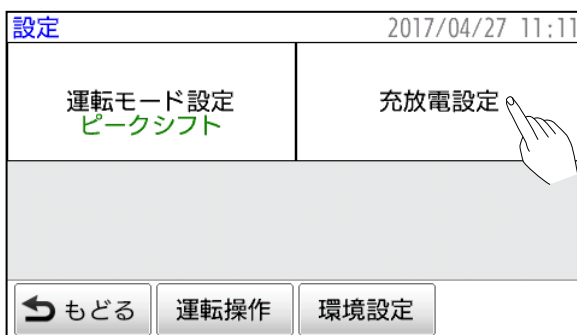 設定 2017/04/27 11:11
運転モード設定
ピークシフト
充放電設定
もどる 運転操作 環境設定